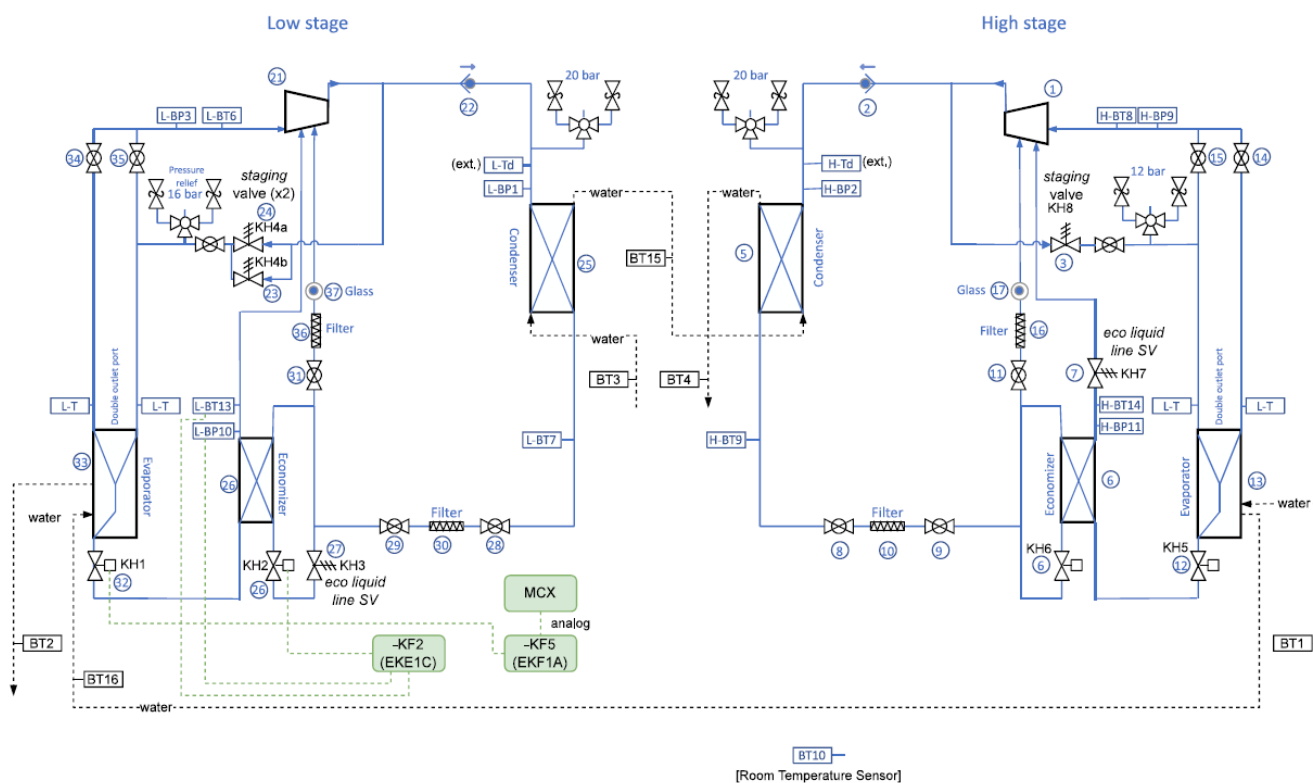 Low stage
High stage
21
22
20 bar
20 bar
2
1
L-BP3
L-BT6
H-BT8
H-BP9
34
35
15
14
Pressure
relief
16 bar
staging
valve (x2)
24
KH4a
KH4b
23
(ext.)
L-Td
L-BP1
water
water
H-Td
(ext,)
H-BP2
staging
valve
KH8
3
12 bar
Condenser
25
BT15
5
Condenser
37
Glass
Glass
17
36
Filter
Filter
16
eco liquid
line SV
31
water
BT3
BT4
11
7
KH7
Double outlet port
Double outlet port
L-T
L-T
L-BT13
L-BP10
L-BT7
H-BT9
H-BT14
H-BP11
L-T
L-T
33
Evaporator
26
Economizer
Economizer
6
Evaporator
13
water
water
Filter
29
30
28
Filter
8
10
9
KH1
32
KH2
26
27
KH3
eco liquid
line SV
KH6
6
KH5
12
MCX
analog
-KF2
(EKE1C)
-KF5
(EKF1A)
BT2
BT16
BT1
water
BT10
[Room Temperature Sensor]